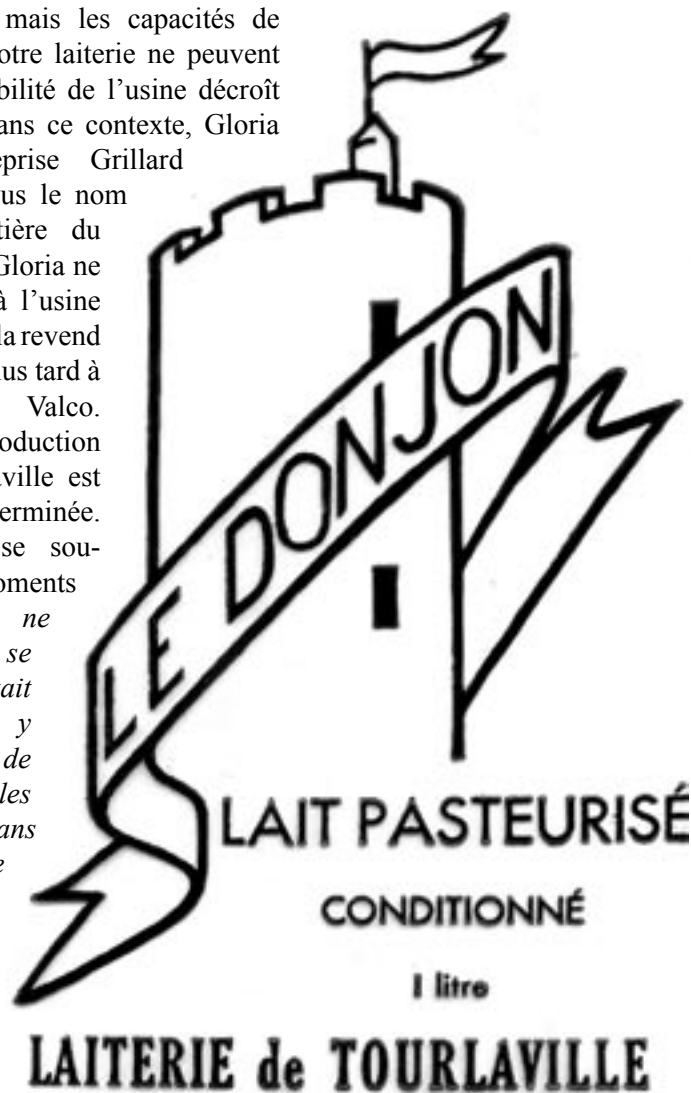 mais les capacités de
otre laiterie ne peuvent
bilité de l’usine décroît
ans ce contexte, Gloria
eprise Grillard
us le nom
tière du
Gloria ne
à l’usine
la revend
lus tard à
Valco.
oduction
aville est
erminée.
se sou-
oments
ne
se
ait
y
de
les
ans
e
LE DONJON
LAIT PASTEURISÉ
CONDITIONNÉ
1 litre
LAITERIE de TOURLAVILLE